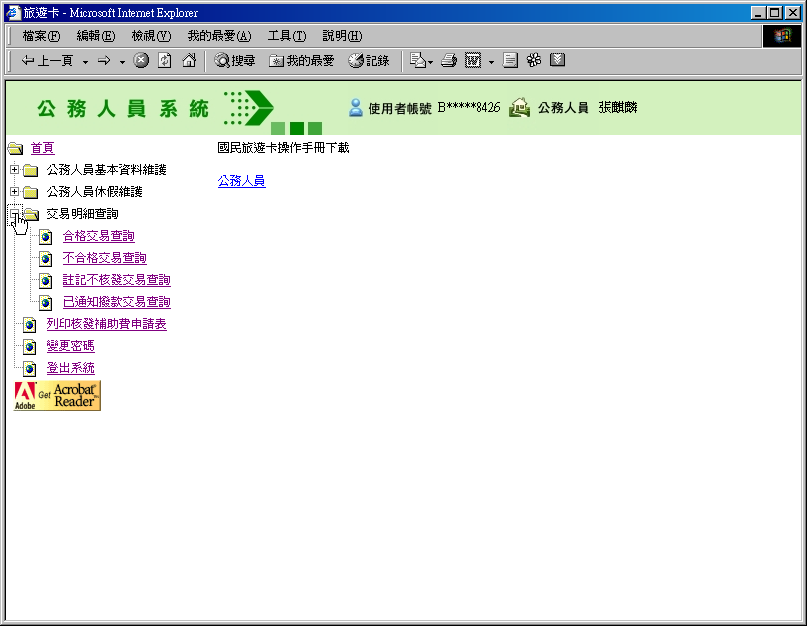 旅遊卡 - Microsoft Internet Explorer
檔案(F) 編輯(E) 檢視(V) 我的最愛(A) 工具(T) 說明(H)
上一頁 搜尋 我的最愛 記錄
公務人員系統 使用者帳號 B*****8426 公務人員 張麒麟
首頁
國民旅遊卡操作手冊下載
公務人員基本資料維護
公務人員
公務人員休假維護
交易明細查詢
合格交易查詢
不合格交易查詢
註記不核發交易查詢
已通知撥款交易查詢
列印核發補助費申請表
變更密碼
登出系統
Adobe Get Acrobat Reader